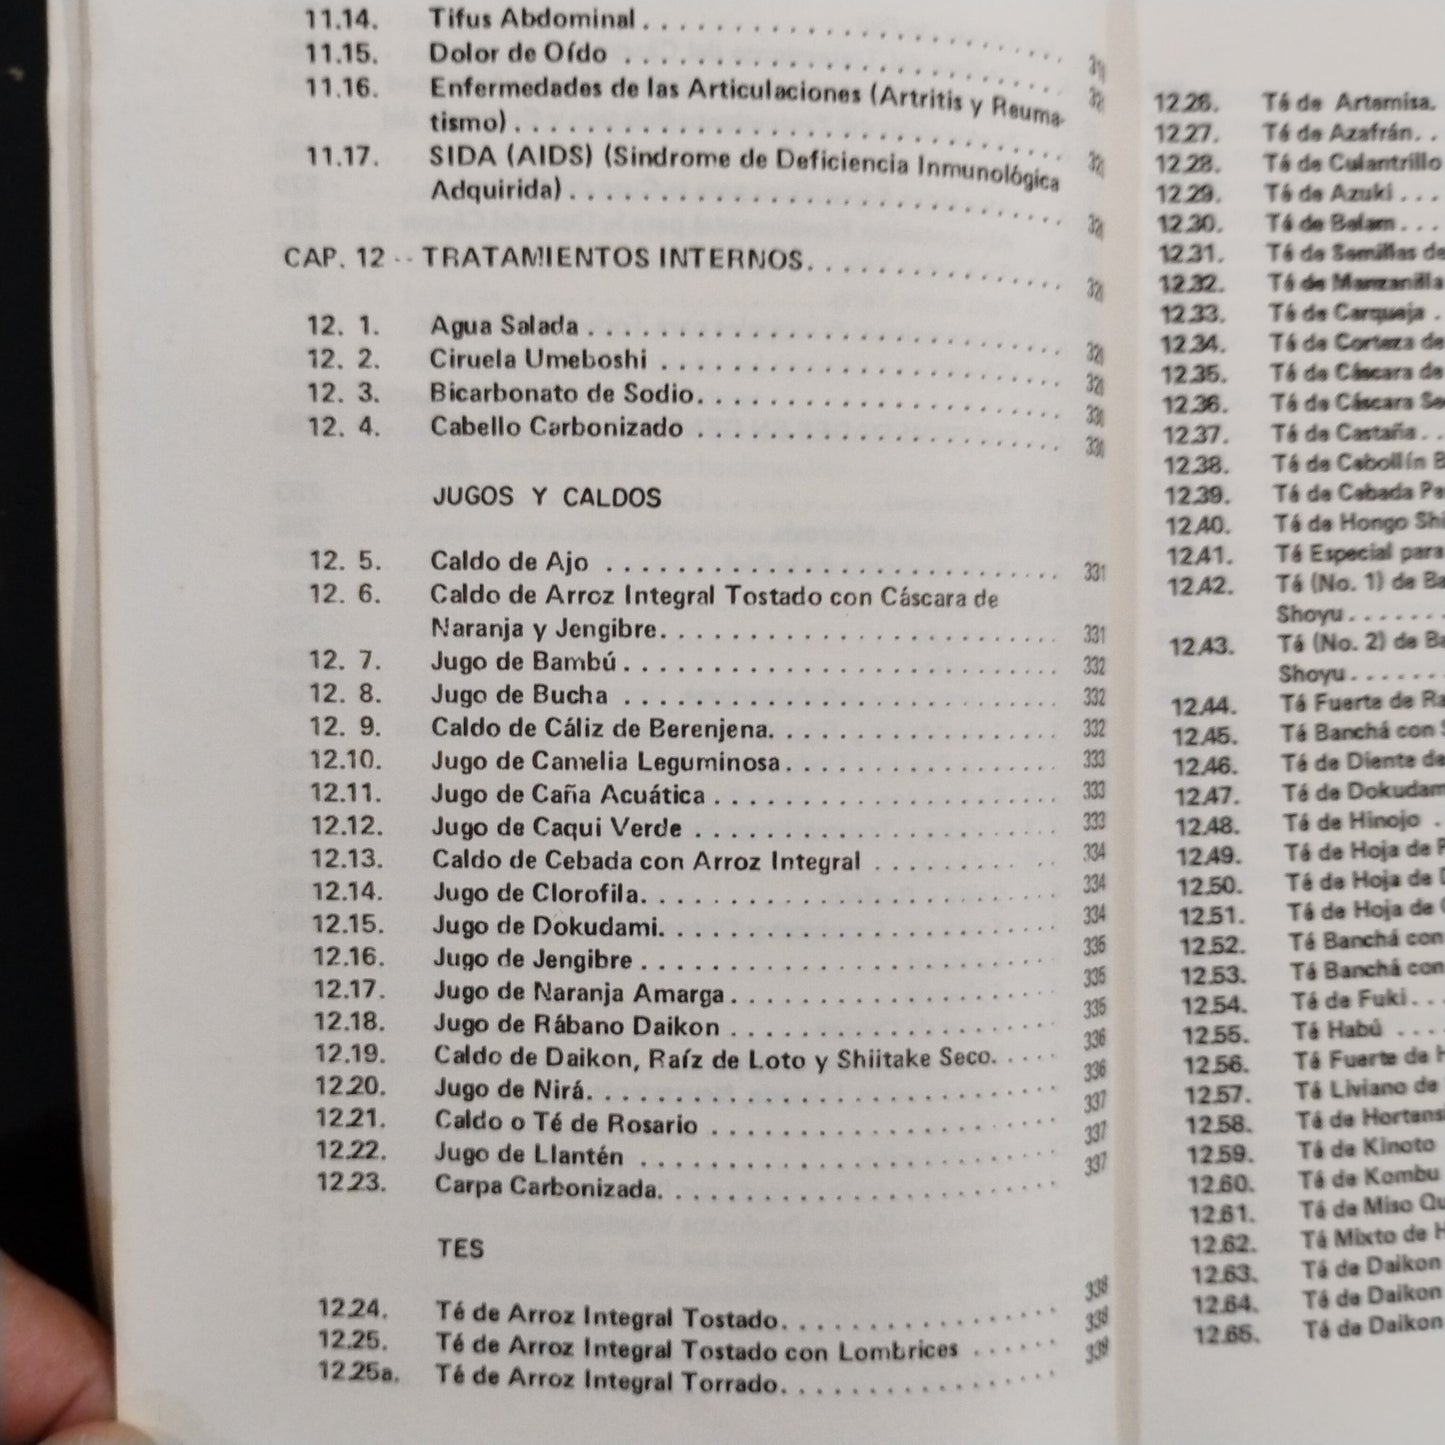 11.14. Tifus Abdominal
11.15. Dolor de Oído
11.16. Enfermedades de las Articulaciones (Artritis y Reuma-
tismo)
11.17. SIDA (AIDS) (Sindrome de Deficiencia Inmunológica
Adquirida)
CAP. 12 -- TRATAMIENTOS INTERNOS
12. 1. Agua Salada
12. 2. Ciruela Umeboshi
12. 3. Bicarbonato de Sodio
12. 4. Cabello Carbonizado
JUGOS Y CALDOS
12. 5. Caldo de Ajo . . . 331
12. 6. Caldo de Arroz Integral Tostado con Cáscara de
Naranja y Jengibre. . . . 331
12. 7. Jugo de Bambú . . . 332
12. 8. Jugo de Bucha . . . 332
12. 9. Caldo de Cáliz de Berenjena. . . . 332
12.10. Jugo de Camelia Leguminosa . . . 333
12.11. Jugo de Caña Acuática . . . 333
12.12. Jugo de Caqui Verde . . . 333
12.13. Caldo de Cebada con Arroz Integral . . . 334
12.14. Jugo de Clorofila. . . . 334
12.15. Jugo de Dokudami. . . . 334
12.16. Jugo de Jengibre . . . 335
12.17. Jugo de Naranja Amarga . . . 335
12.18. Jugo de Rábano Daikon . . . 335
12.19. Caldo de Daikon, Raíz de Loto y Shiitake Seco. . . . 336
12.20. Jugo de Nirá. . . . 336
12.21. Caldo o Té de Rosario . . . 337
12.22. Jugo de Llantén . . . 337
12.23. Carpa Carbonizada. . . . 337
TES
12.24. Té de Arroz Integral Tostado. . . . 338
12.25. Té de Arroz Integral Tostado con Lombrices . . . 338
12.25a. Té de Arroz Integral Torrado. . . . 339
12.26. Té de Artemisa.
12.27. Té de Azafrán. .
12.28. Té de Culantrillo
12.29. Té de Azuki . . .
12.30. Té de Belam . . .
12.31. Té de Semillas de
12.32. Té de Manzanilla
12.33. Té de Carqueja .
12.34. Té de Corteza de
12.35. Té de Cáscara de
12.36. Té de Cáscara
12.37. Té de Castaña . .
12.38. Té de Cebollín
12.39. Té de Cebada
12.40. Té de Hongo
12.41. Té Especial para
12.42. Té (No. 1) de
Shoyu . . .
12.43. Té (No. 2) de
Shoyu . . .
12.44. Té Fuerte de
12.45. Té Banchá con
12.46. Té de Diente de
12.47. Té de Dokudam
12.48. Té de Hinojo .
12.49. Té de Hoja de
12.50. Té de Hoja de
12.51. Té de Hoja de
12.52. Té Banchá con
12.53. Té Banchá con
12.54. Té de Fuki . . .
12.55. Té Habú . . .
12.56. Té Fuerte de
12.57. Té Liviano de
12.58. Té de Hortens
12.59. Té de Kinoto
12.60. Té de Kombu
12.61. Té de Miso
12.62. Té Mixto de
12.63. Té de Daikon
12.64. Té de Daikon
12.65. Té de Daikon